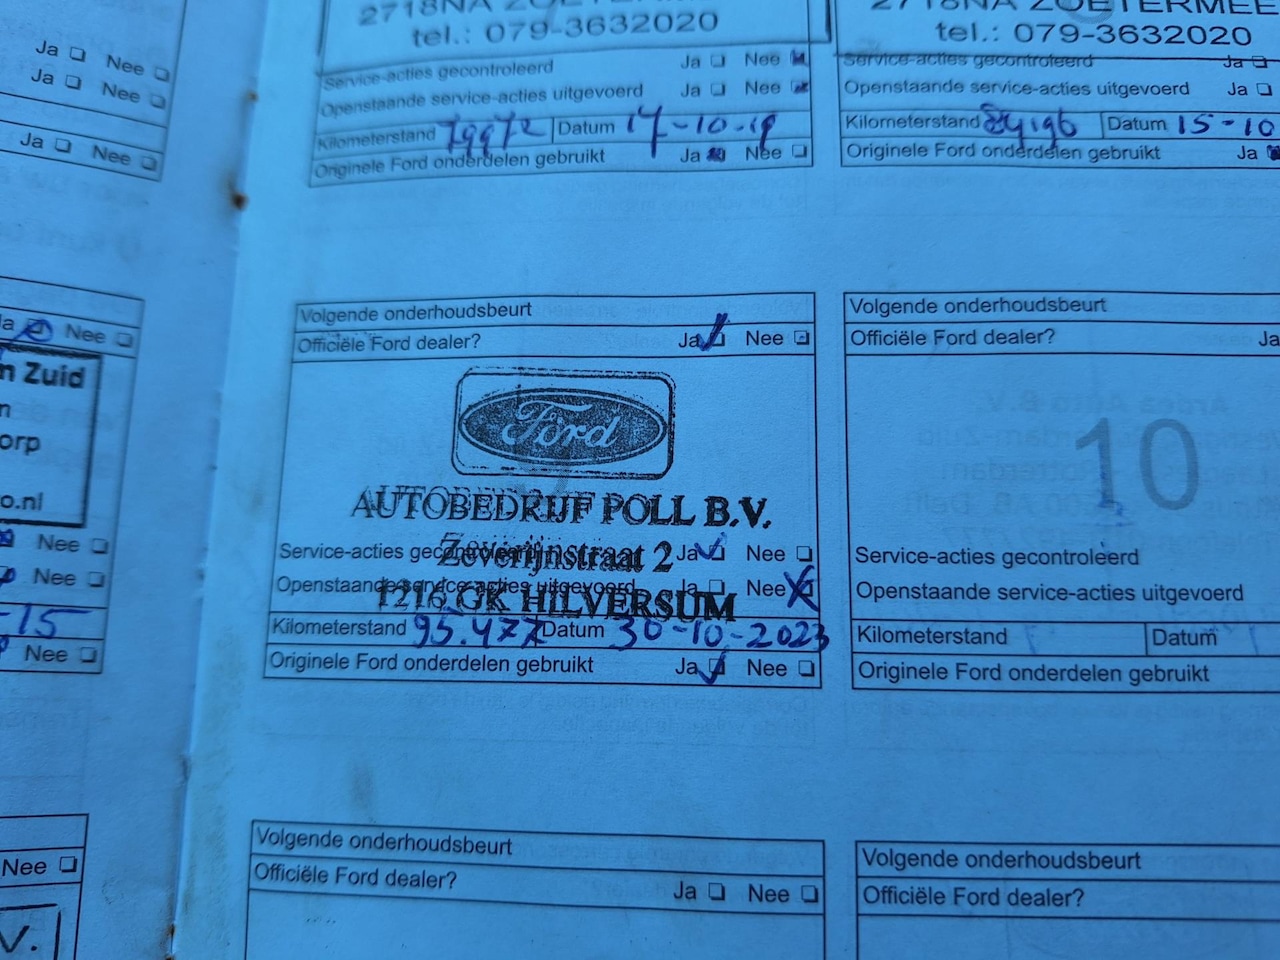 Ja Nee
Ja Nee
Ja Nee
2718NA ZOETERMEE
tel.: 079-3632020
Service-acties gecontroleerd Ja Nee
Openstaande service-acties uitgevoerd Ja Nee
Kilometerstand Datum 17-10-19
Originele Ford onderdelen gebruikt Ja Nee
2718NA ZOETERMEE
tel.: 079-3632020
Service-acties gecontroleerd Ja
Openstaande service-acties uitgevoerd Ja
Kilometerstand Datum 15-10
Originele Ford onderdelen gebruikt Ja
Ja Nee
n Zuid
n
orp
o.nl
Nee
Nee
-15
Nee
Volgende onderhoudsbeurt
Officiële Ford dealer? Ja Nee
Ford
AUTOBEDRIJF POLL B.V.
Zeverijnstraat 2
Service-acties gecontroleerd Ja Nee
Openstaande service-acties uitgevoerd Ja Nee
1216 GK HILVERSUM
Kilometerstand 95.477 Datum 30-10-2023
Originele Ford onderdelen gebruikt Ja Nee
Volgende onderhoudsbeurt
Officiële Ford dealer? Ja
10
Service-acties gecontroleerd
Openstaande service-acties uitgevoerd
Kilometerstand Datum
Originele Ford onderdelen gebruikt
Nee
V.
Volgende onderhoudsbeurt
Officiële Ford dealer? Ja Nee
Volgende onderhoudsbeurt
Officiële Ford dealer?